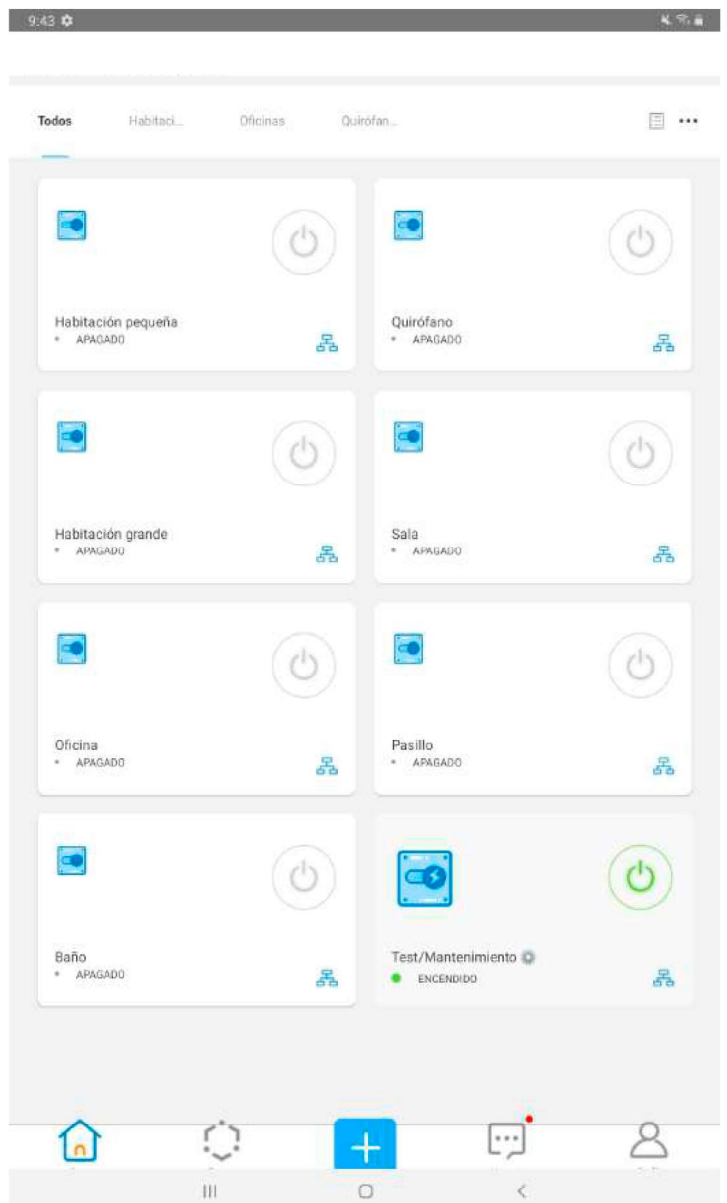 9:43
Todos Habitaci... Oficinas Quirófan...
Habitación pequeña
APAGADO
Quirófano
APAGADO
Habitación grande
APAGADO
Sala
APAGADO
Oficina
APAGADO
Pasillo
APAGADO
Baño
APAGADO
Test/Mantenimiento
ENCENDIDO